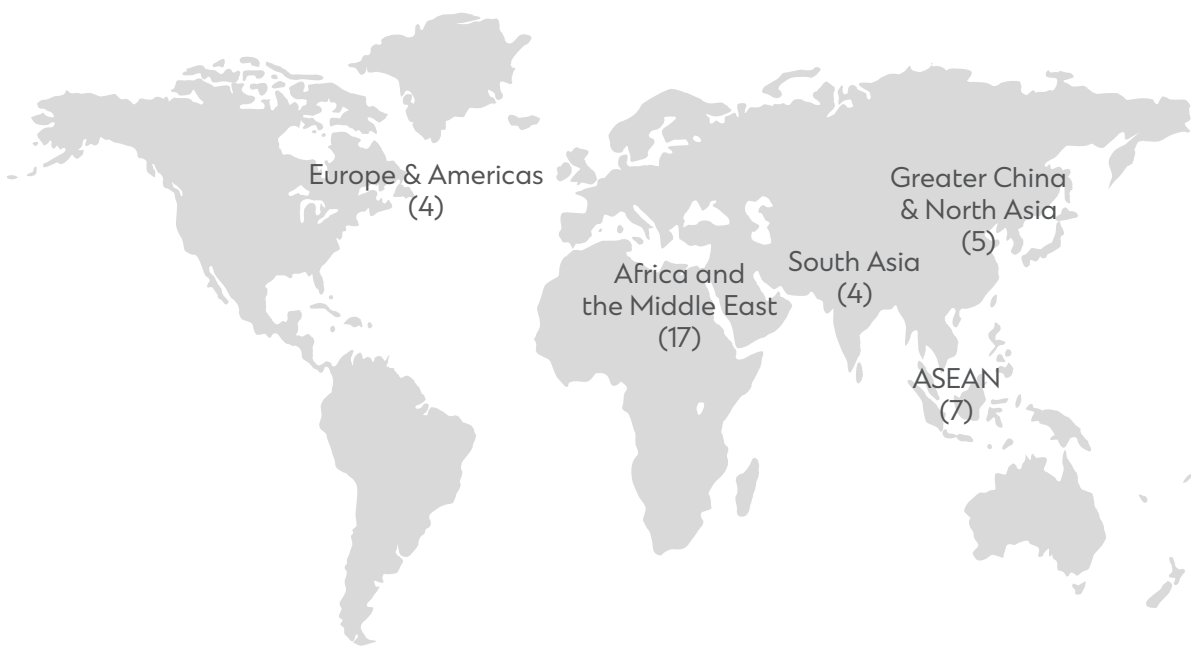 Europe & Americas
(4)
Greater China
& North Asia
(5)
South Asia
(4)
Africa and
the Middle East
(17)
ASEAN
(7)